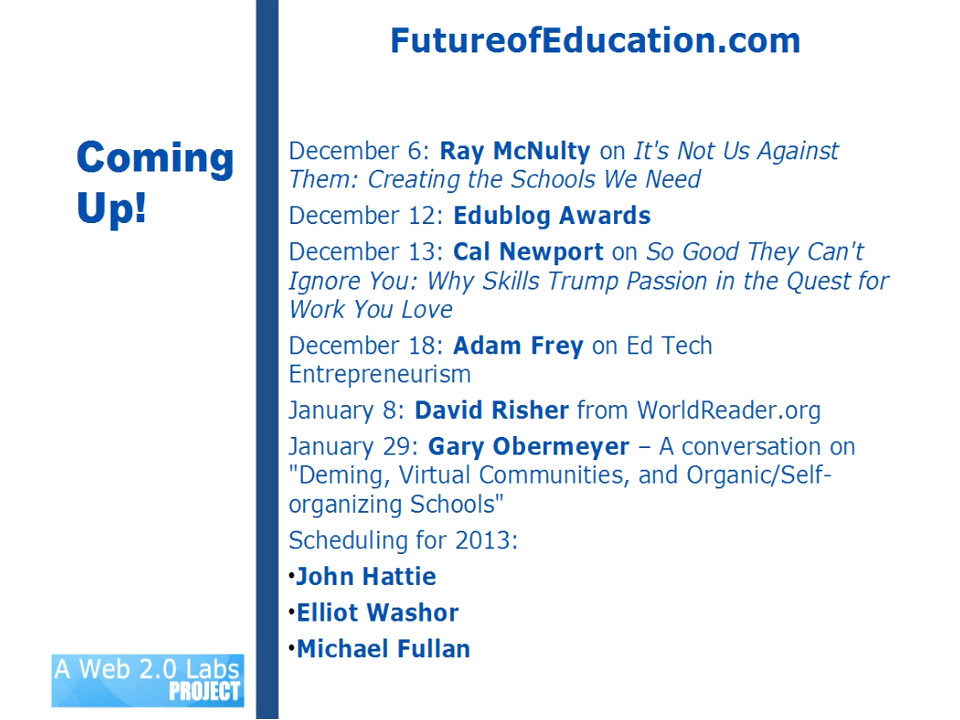 FutureofEducation.com
Coming
Up!
December 6: Ray McNulty on It's Not Us Against
Them: Creating the Schools We Need
December 12: Edublog Awards
December 13: Cal Newport on So Good They Can't
Ignore You: Why Skills Trump Passion in the Quest for
Work You Love
December 18: Adam Frey on Ed Tech
Entrepreneurism
January 8: David Risher from WorldReader.org
January 29: Gary Obermeyer – A conversation on
"Deming, Virtual Communities, and Organic/Self-
organizing Schools"
Scheduling for 2013:
•John Hattie
•Elliot Washor
•Michael Fullan
A Web 2.0 Labs
PROJECT